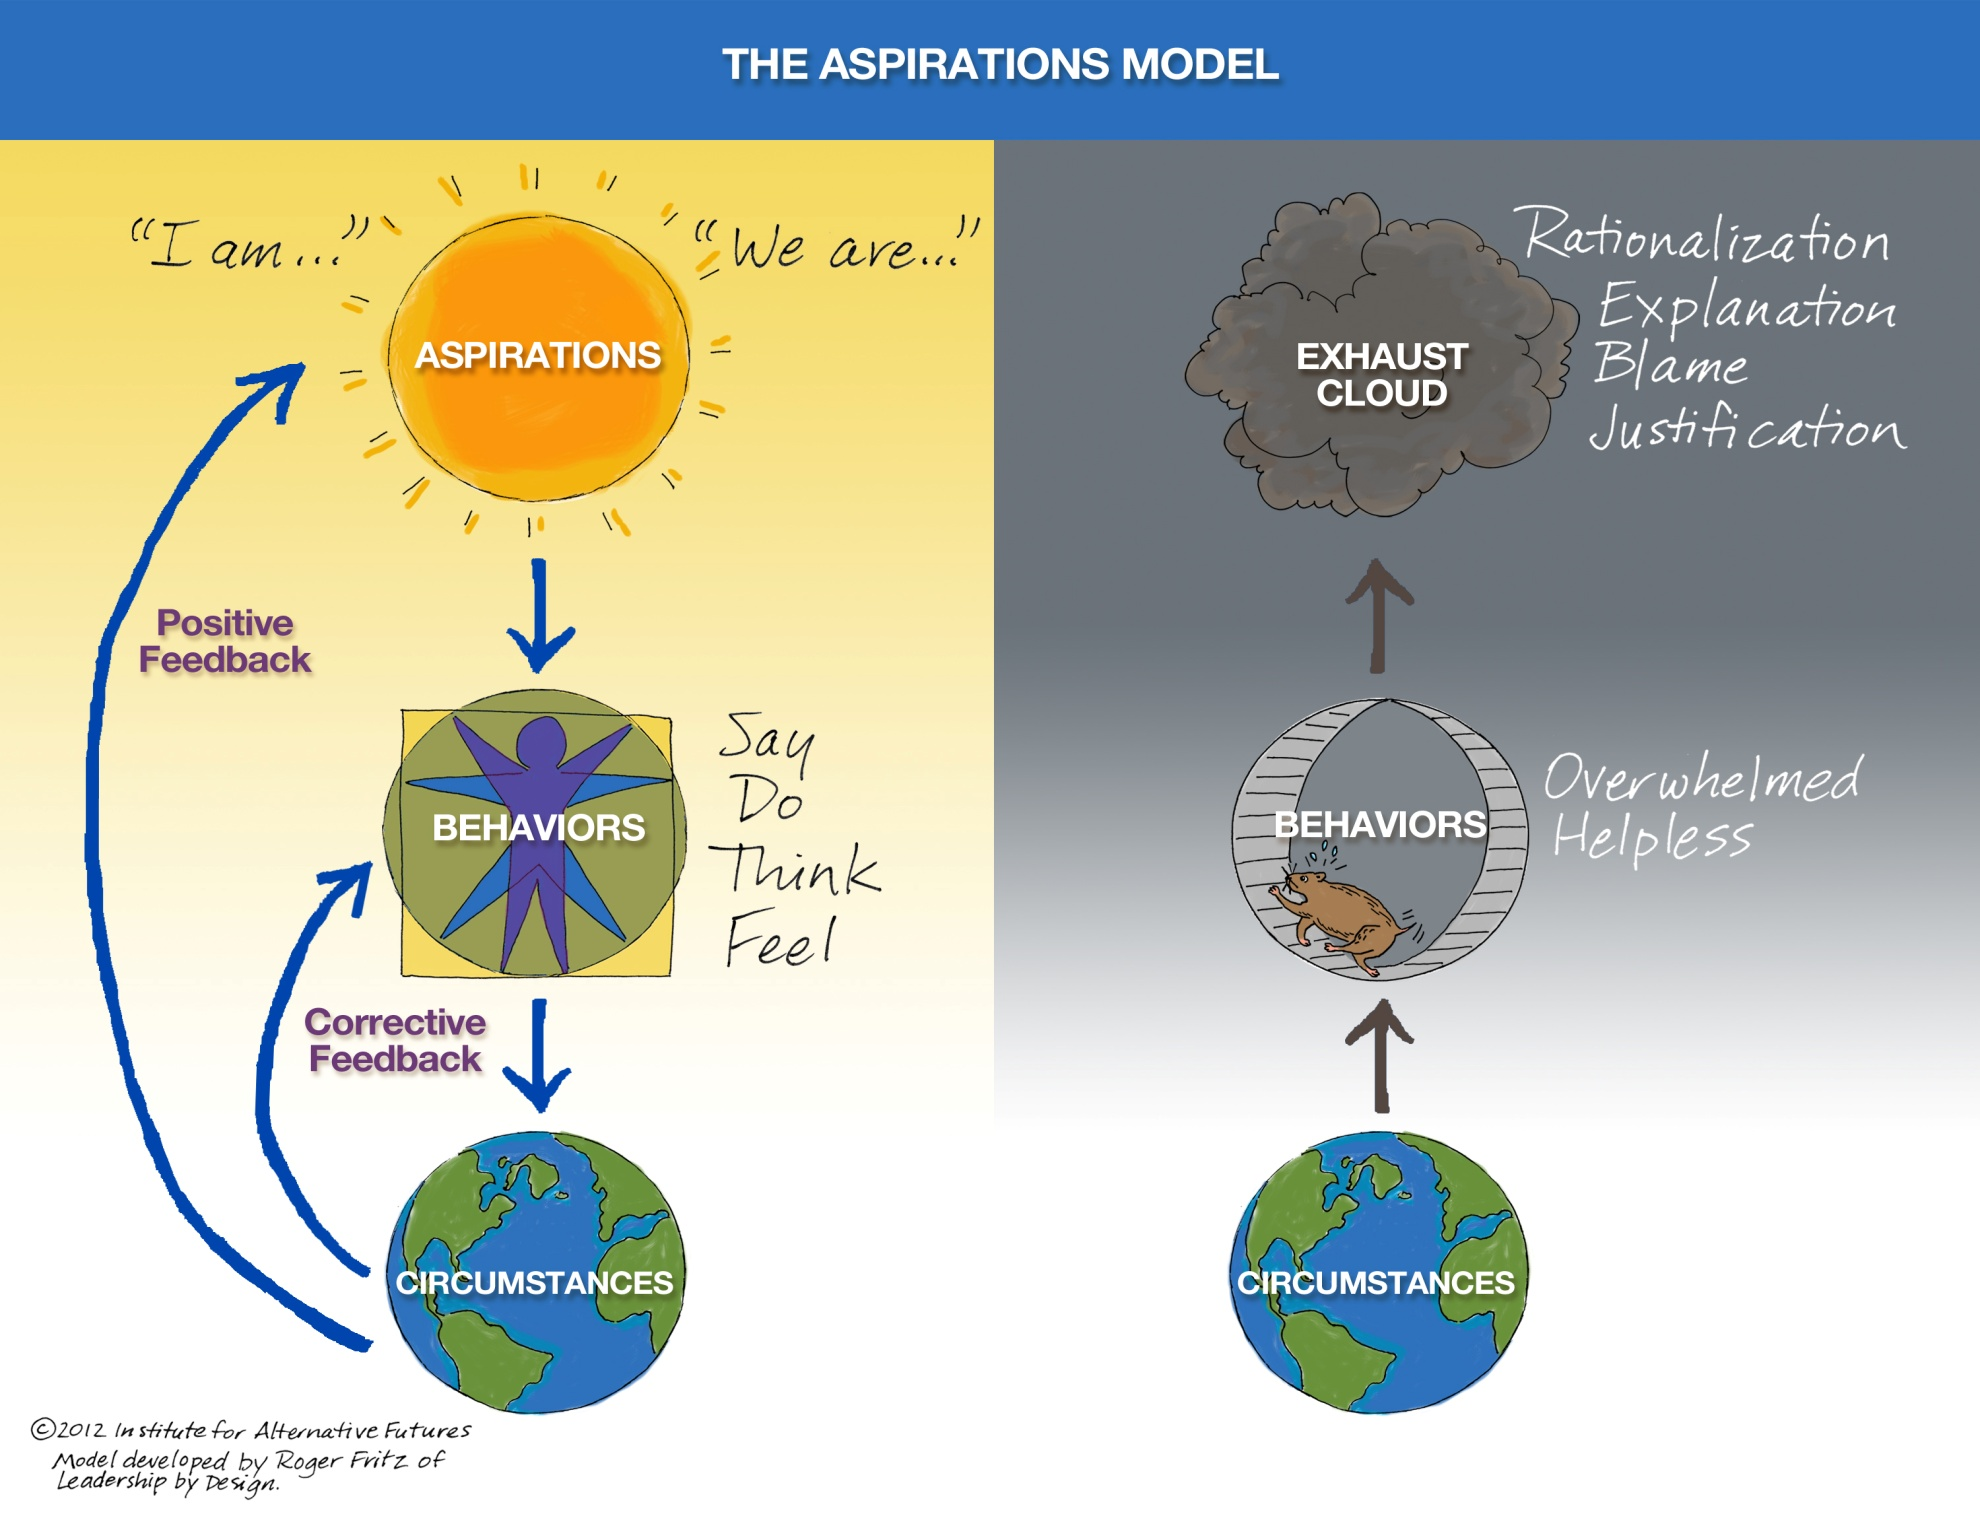 THE ASPIRATIONS MODEL
“I am...”
“We are...”
ASPIRATIONS
Positive
Feedback
BEHAVIORS
Say
Do
Think
Feel
Corrective
Feedback
CIRCUMSTANCES
©2012 Institute for Alternative Futures
Model developed by Roger Fritz of
Leadership by Design.
EXHAUST
CLOUD
Rationalization
Explanation
Blame
Justification
BEHAVIORS
Overwhelmed
Helpless
CIRCUMSTANCES